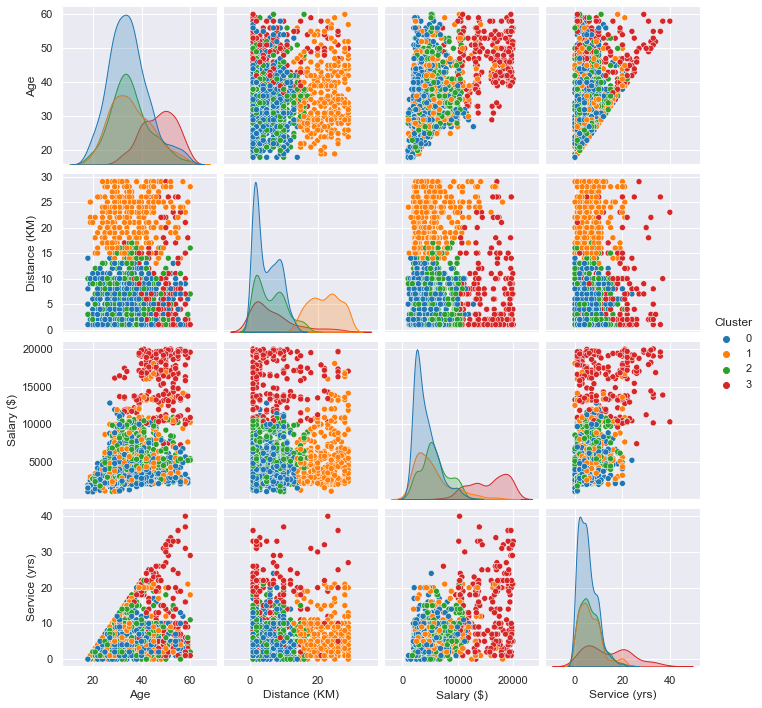 60
50
40
30
20
Age
30
25
20
15
10
5
0
Distance (KM)
20000
15000
10000
5000
Salary ($)
40
30
20
10
0
Service (yrs)
20 40 60
Age
0 20
Distance (KM)
0 10000 20000
Salary ($)
0 20 40
Service (yrs)
Cluster
0
1
2
3